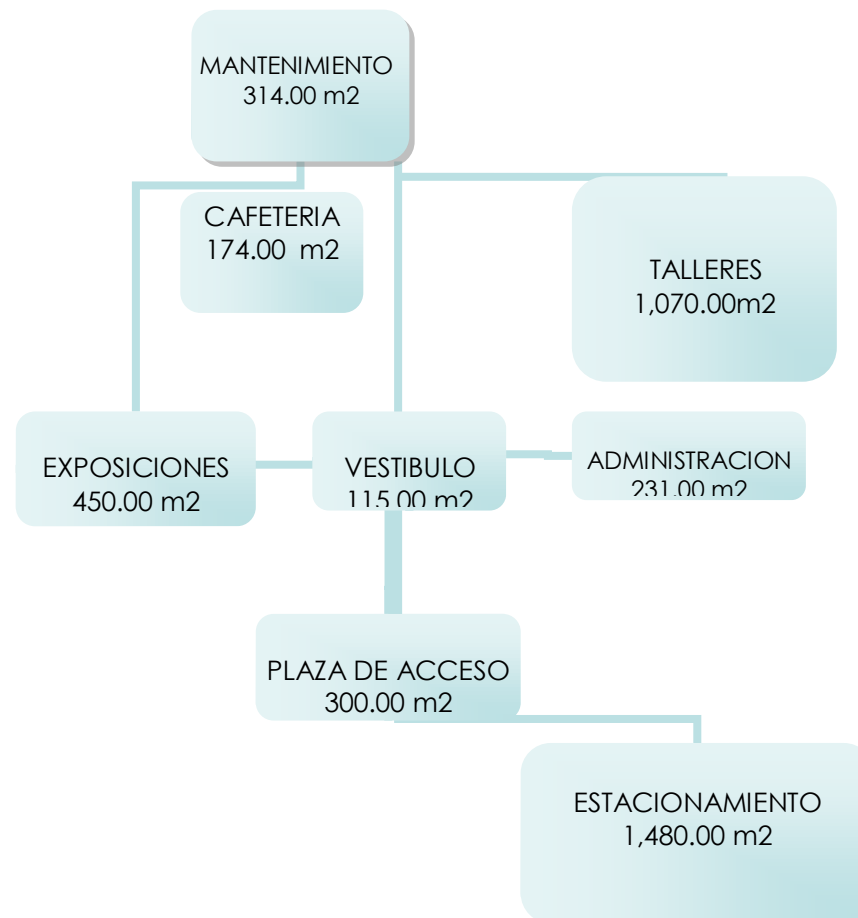 MANTENIMIENTO
314.00 m2
CAFETERIA
174.00 m2
TALLERES
1,070.00m2
EXPOSICIONES
450.00 m2
VESTIBULO
115.00 m2
ADMINISTRACION
231.00 m2
PLAZA DE ACCESO
300.00 m2
ESTACIONAMIENTO
1,480.00 m2